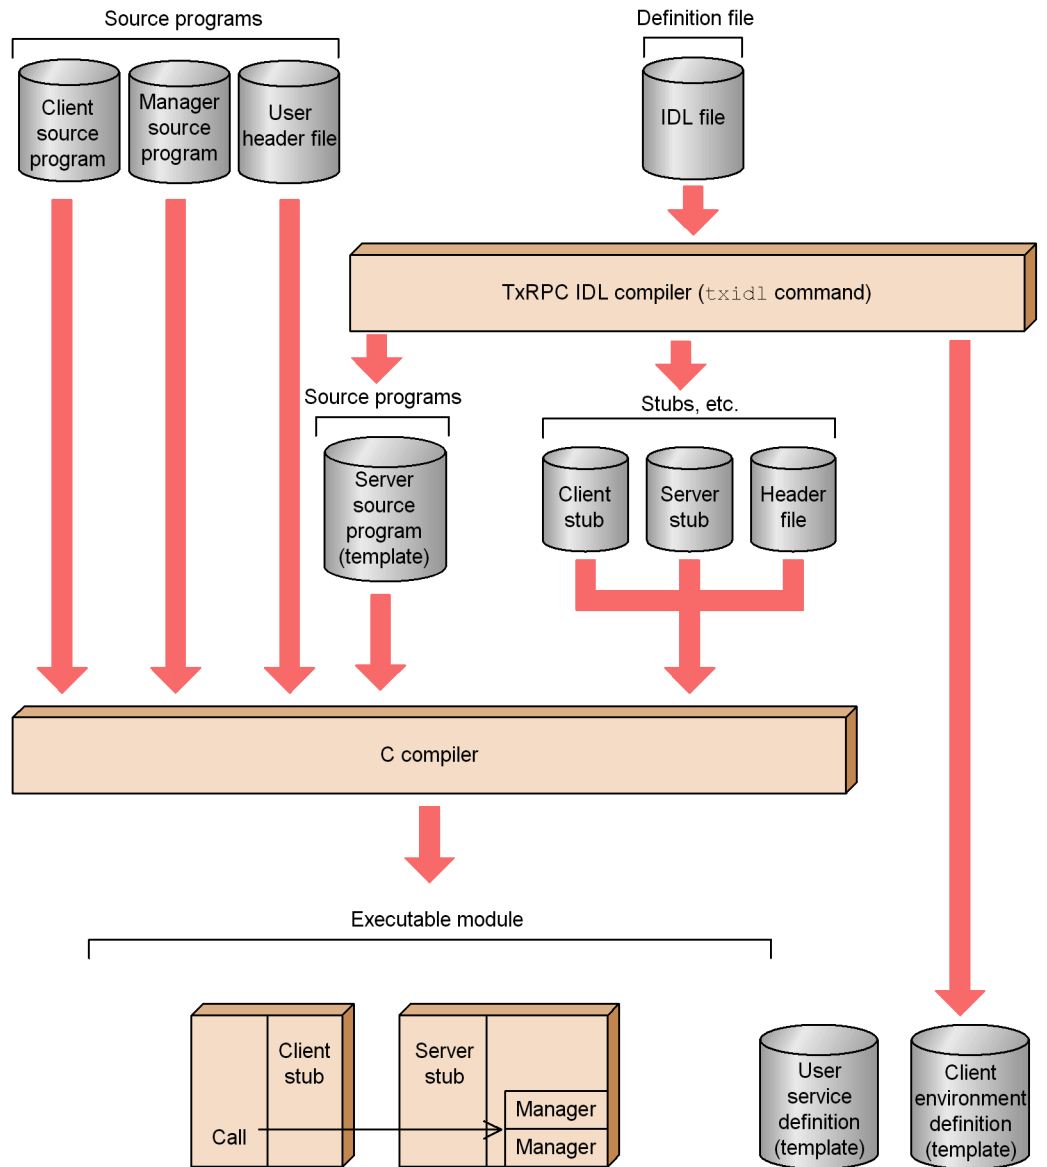 Source programs
Definition file
Client
source
program
Manager
source
program
User
header file
IDL file
TxRPC IDL compiler (txidl command)
Source programs
Stubs, etc.
Server
source
program
(template)
Client
stub
Server
stub
Header
file
C compiler
Executable module
Client
stub
Call
Server
stub
Manager
Manager
User
service
definition
(template)
Client
environment
definition
(template)